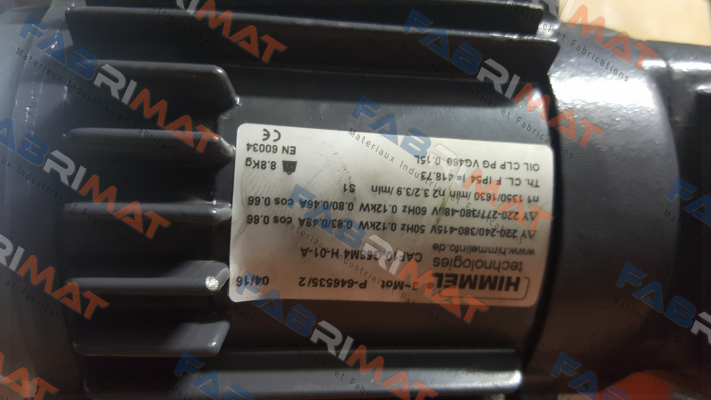 HIMMEL
technologies
www.himmelinfo.de
3~Mot P-646535/2 04/16
H-01-A
ΔY 220-240/380-415V 50Hz 0.12kW 0.83/0.48A cos 0.66
ΔY 220-277/380-480V 60Hz 0.12kW 0.80/0.46A cos 0.66
n1 1350/1630 /min n2 3.2/3.9 /min S1
Th. CL. F IP54 i=418.73
OIL CLP PG VG460 0.15L
8.8Kg
EN 60034
CE
FABRIMAT
Materiaux Industriels et Fabrications